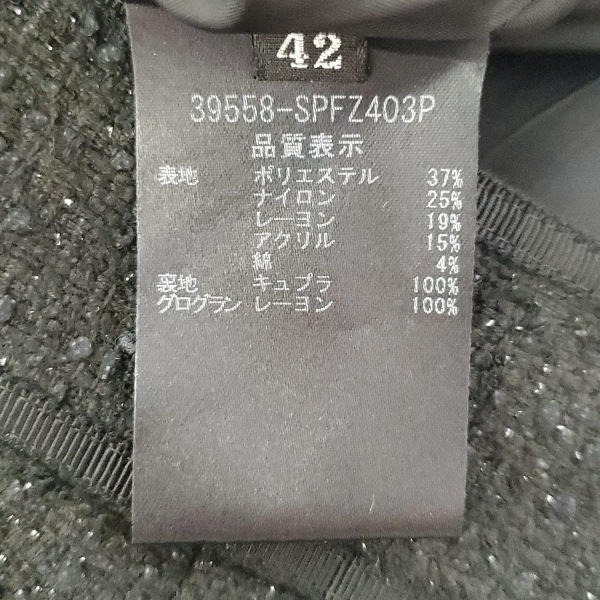 42
39558-SPFZ403P
品質表示
表地 ポリエステル 37%
ナイロン 25%
レーヨン 19%
アクリル 15%
綿 4%
裏地 キュプラ 100%
グログラン レーヨン 100%